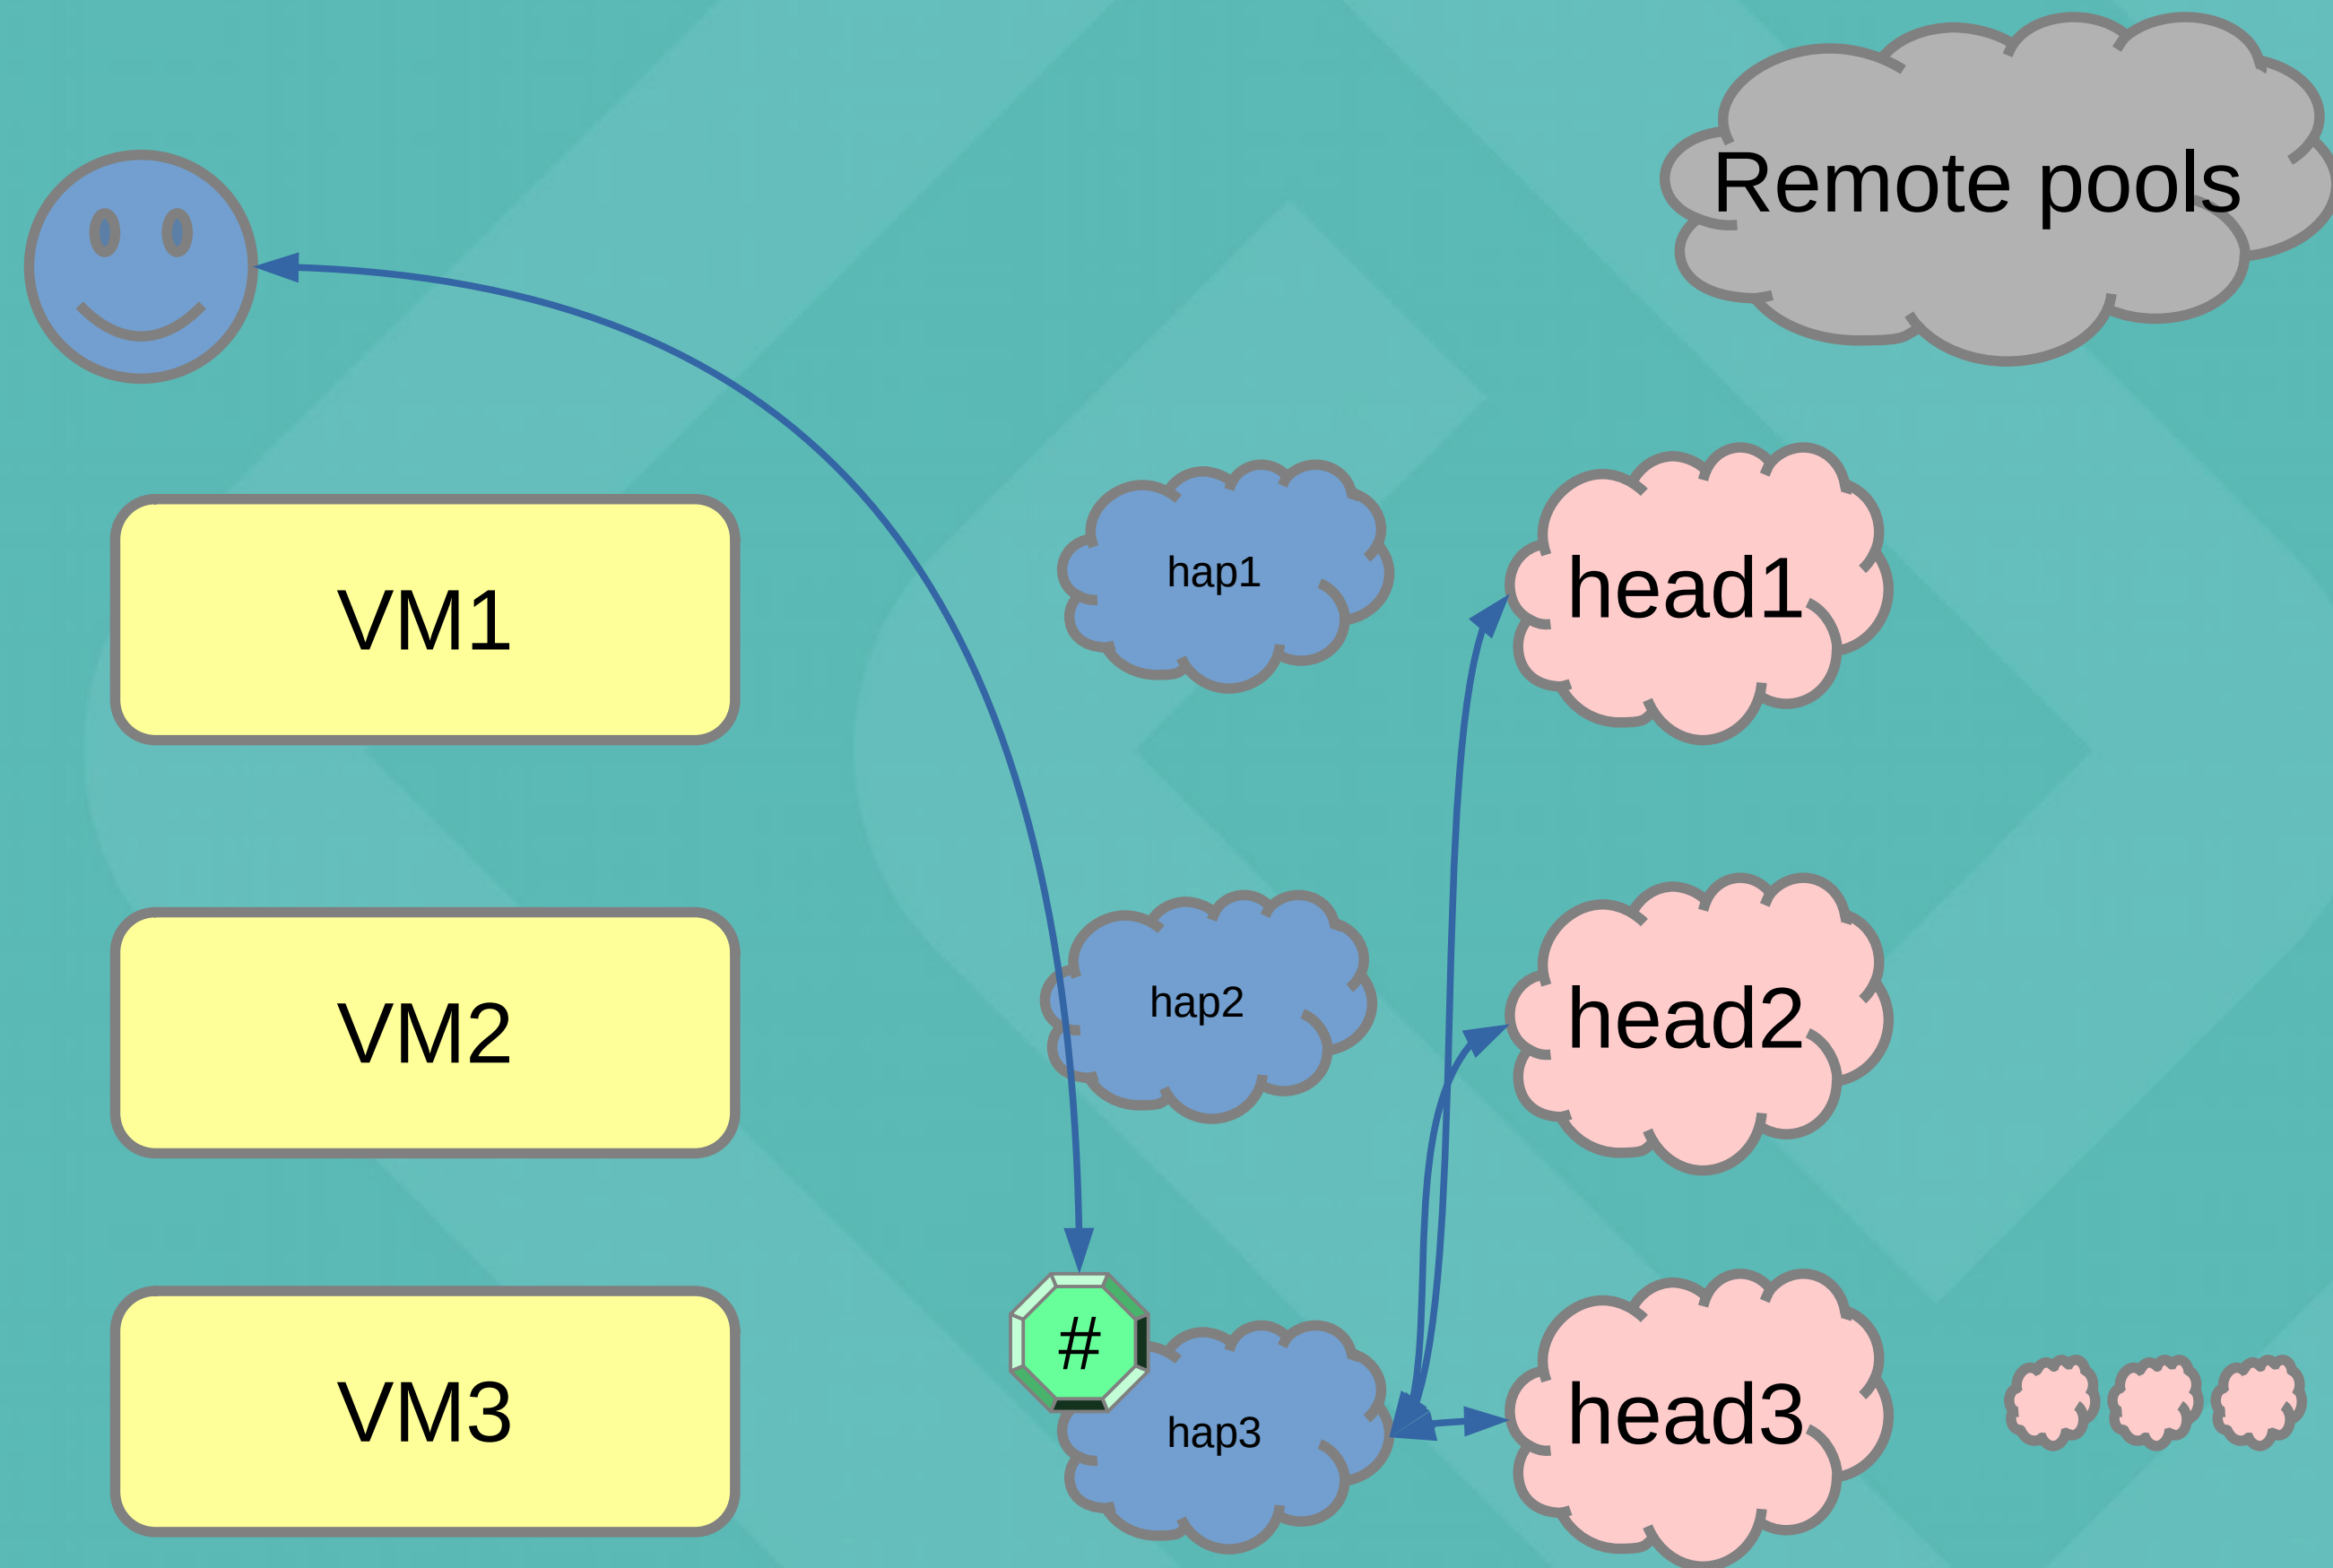 Remote pools
VM1
hap1
head1
VM2
hap2
head2
VM3
#
hap3
head3